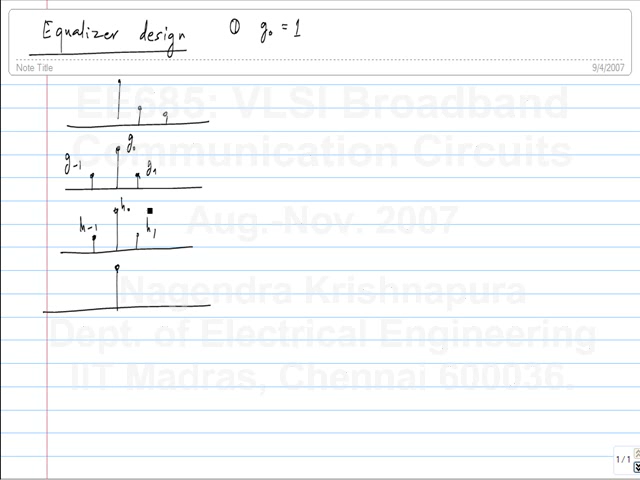 Equalizer design ① g₀ = 1
Note Title
9/4/2007
EE685: VLSI Broadband
Communication Circuits
g₀
g-1
g₁
Aug.-Nov. 2007
h₀
h-1
h₁
Nagendra Krishnapura
Dept. of Electrical Engineering
IIT Madras, Chennai 600036.
1/1